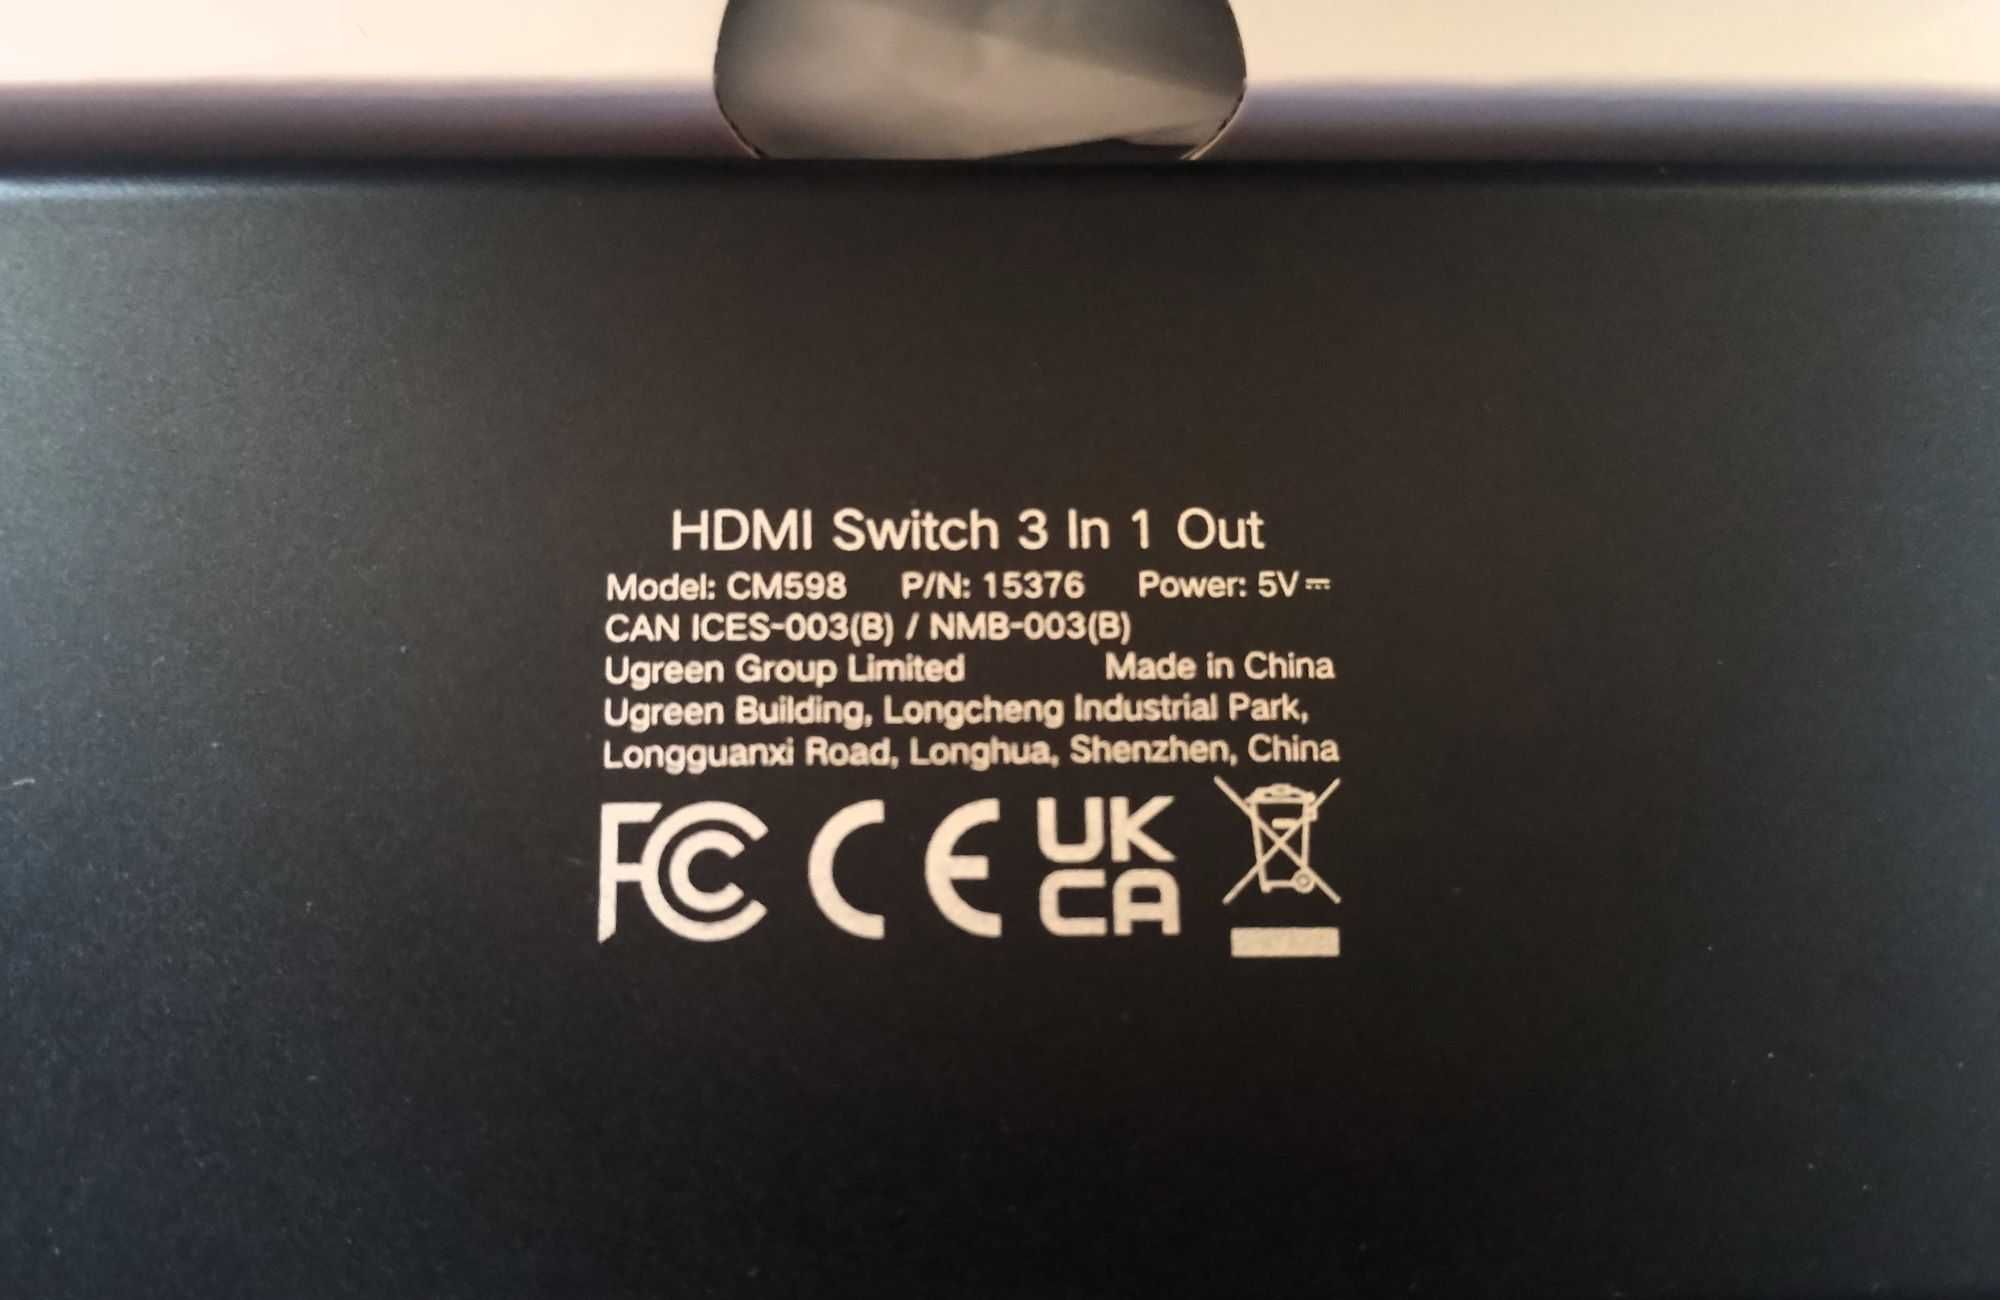 HDMI Switch 3 In 1 Out
Model: CM598 P/N: 15376 Power: 5V⎓
CAN ICES-003(B) / NMB-003(B)
Ugreen Group Limited Made in China
Ugreen Building, Longcheng Industrial Park,
Longguanxi Road, Longhua, Shenzhen, China
FC CE UK
CA